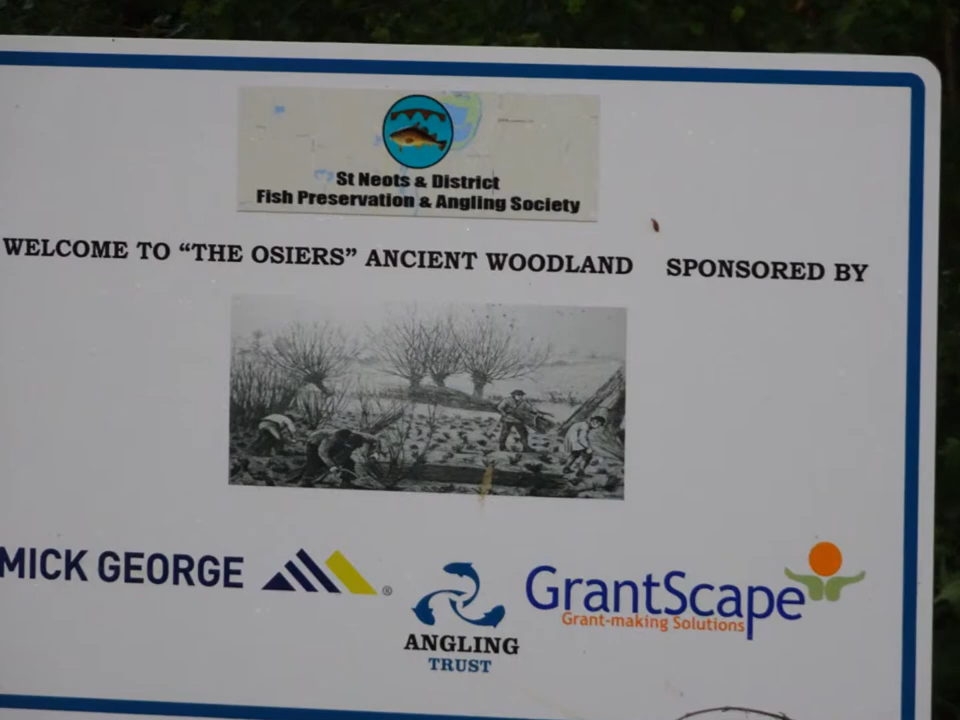 St Neots & District
Fish Preservation & Angling Society
WELCOME TO “THE OSIERS” ANCIENT WOODLAND SPONSORED BY
MICK GEORGE ®
ANGLING
TRUST
GrantScape
Grant-making Solutions